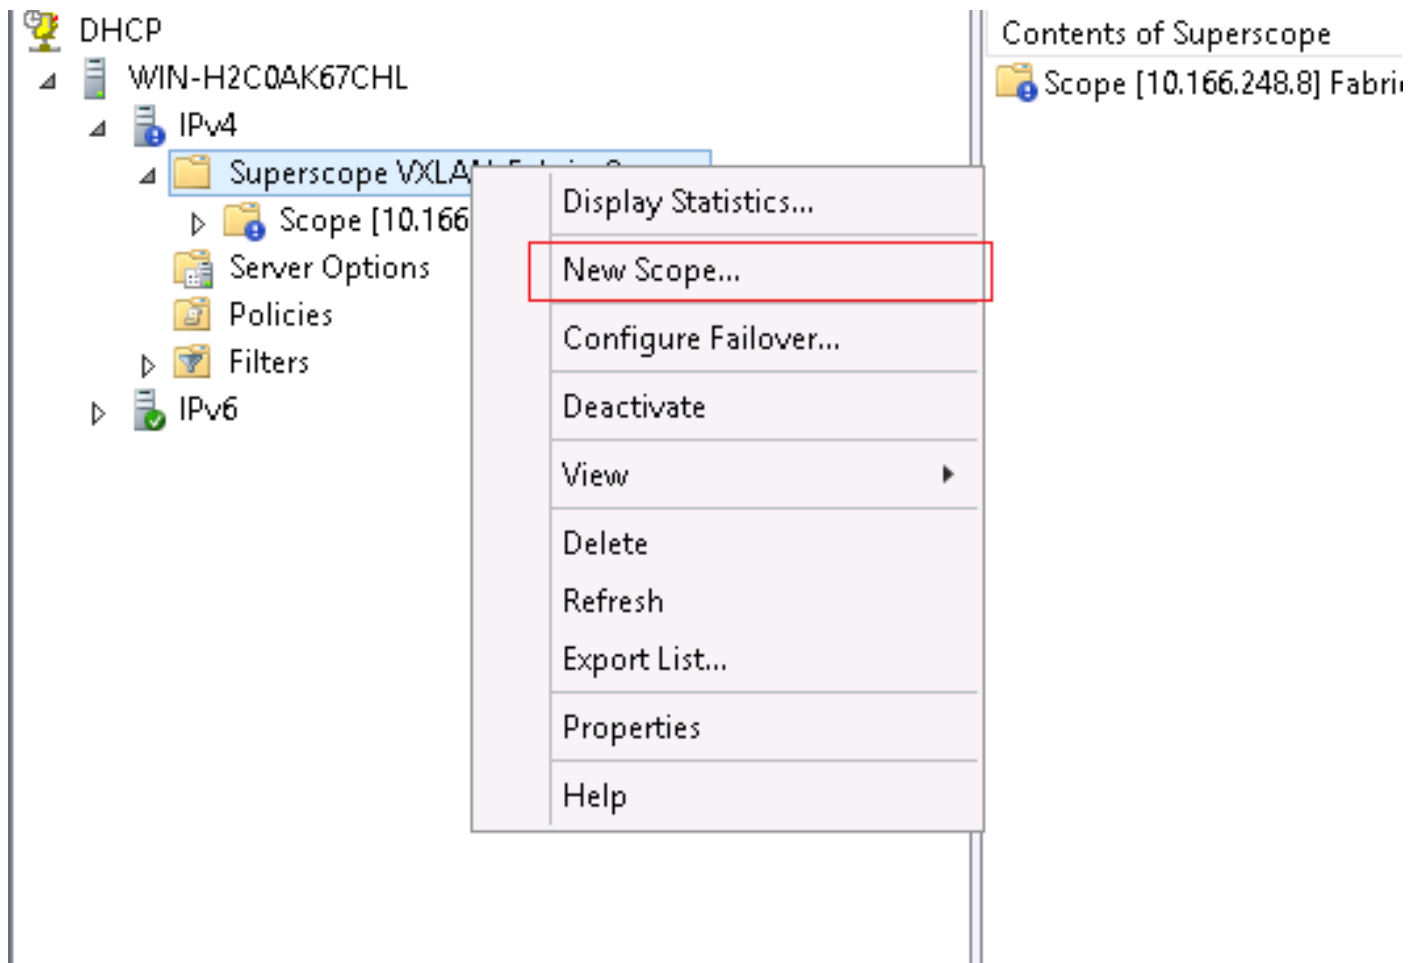 DHCP
WIN-H2C0AK67CHL
IPv4
Superscope VXLA
Scope [10.166
Server Options
Policies
Filters
IPv6
Display Statistics...
New Scope...
Configure Failover...
Deactivate
View
Delete
Refresh
Export List...
Properties
Help
Contents of Superscope
Scope [10.166.248.8] Fabri